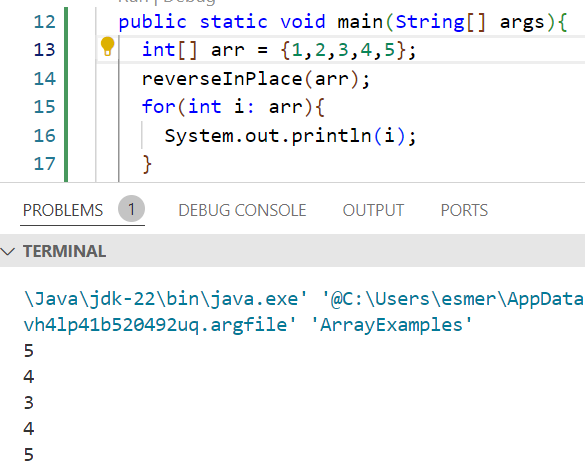 Run | Debug
12 public static void main(String[] args){
13 int[] arr = {1,2,3,4,5};
14 reverseInPlace(arr);
15 for(int i: arr){
16 System.out.println(i);
17 }
PROBLEMS 1 DEBUG CONSOLE OUTPUT PORTS
TERMINAL
\Java\jdk-22\bin\java.exe' '@C:\Users\esmer\AppData
vh4lp41b520492uq.argfile' 'ArrayExamples'
5
4
3
4
5